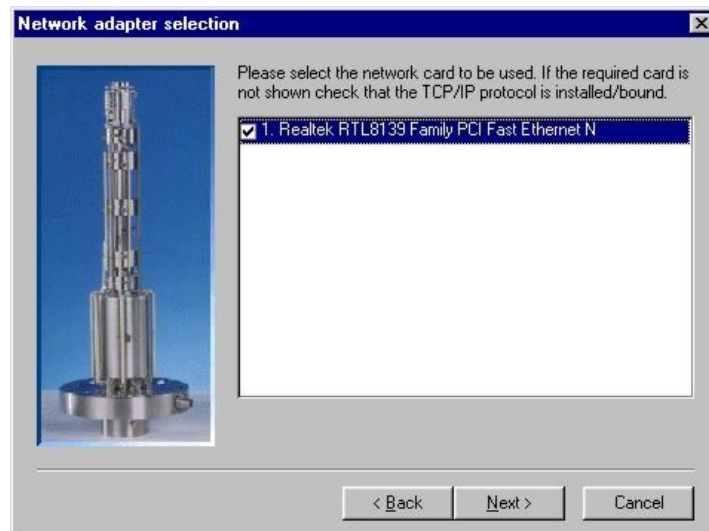 Network adapter selection
Please select the network card to be used. If the required card is
not shown check that the TCP/IP protocol is installed/bound.
1. Realtek RTL8139 Family PCI Fast Ethernet N
< Back
Next >
Cancel